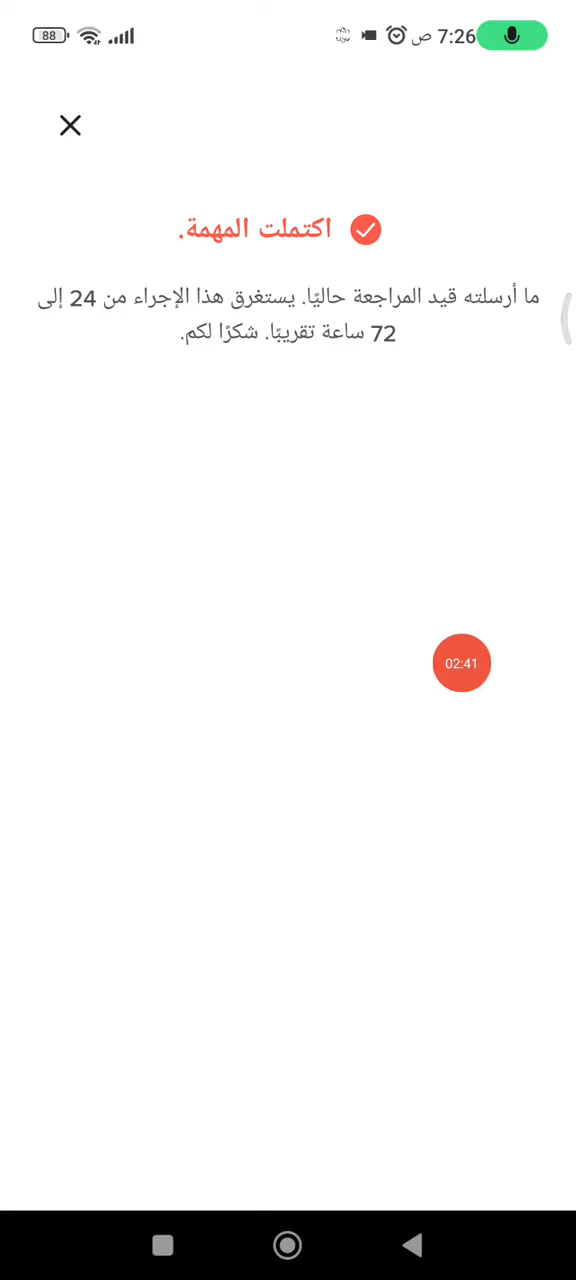 88
7:26 ص
اكتملت المهمة.
ما أرسلته قيد المراجعة حاليًا. يستغرق هذا الإجراء من 24 إلى
72 ساعة تقريبًا. شكرًا لكم.
02:41